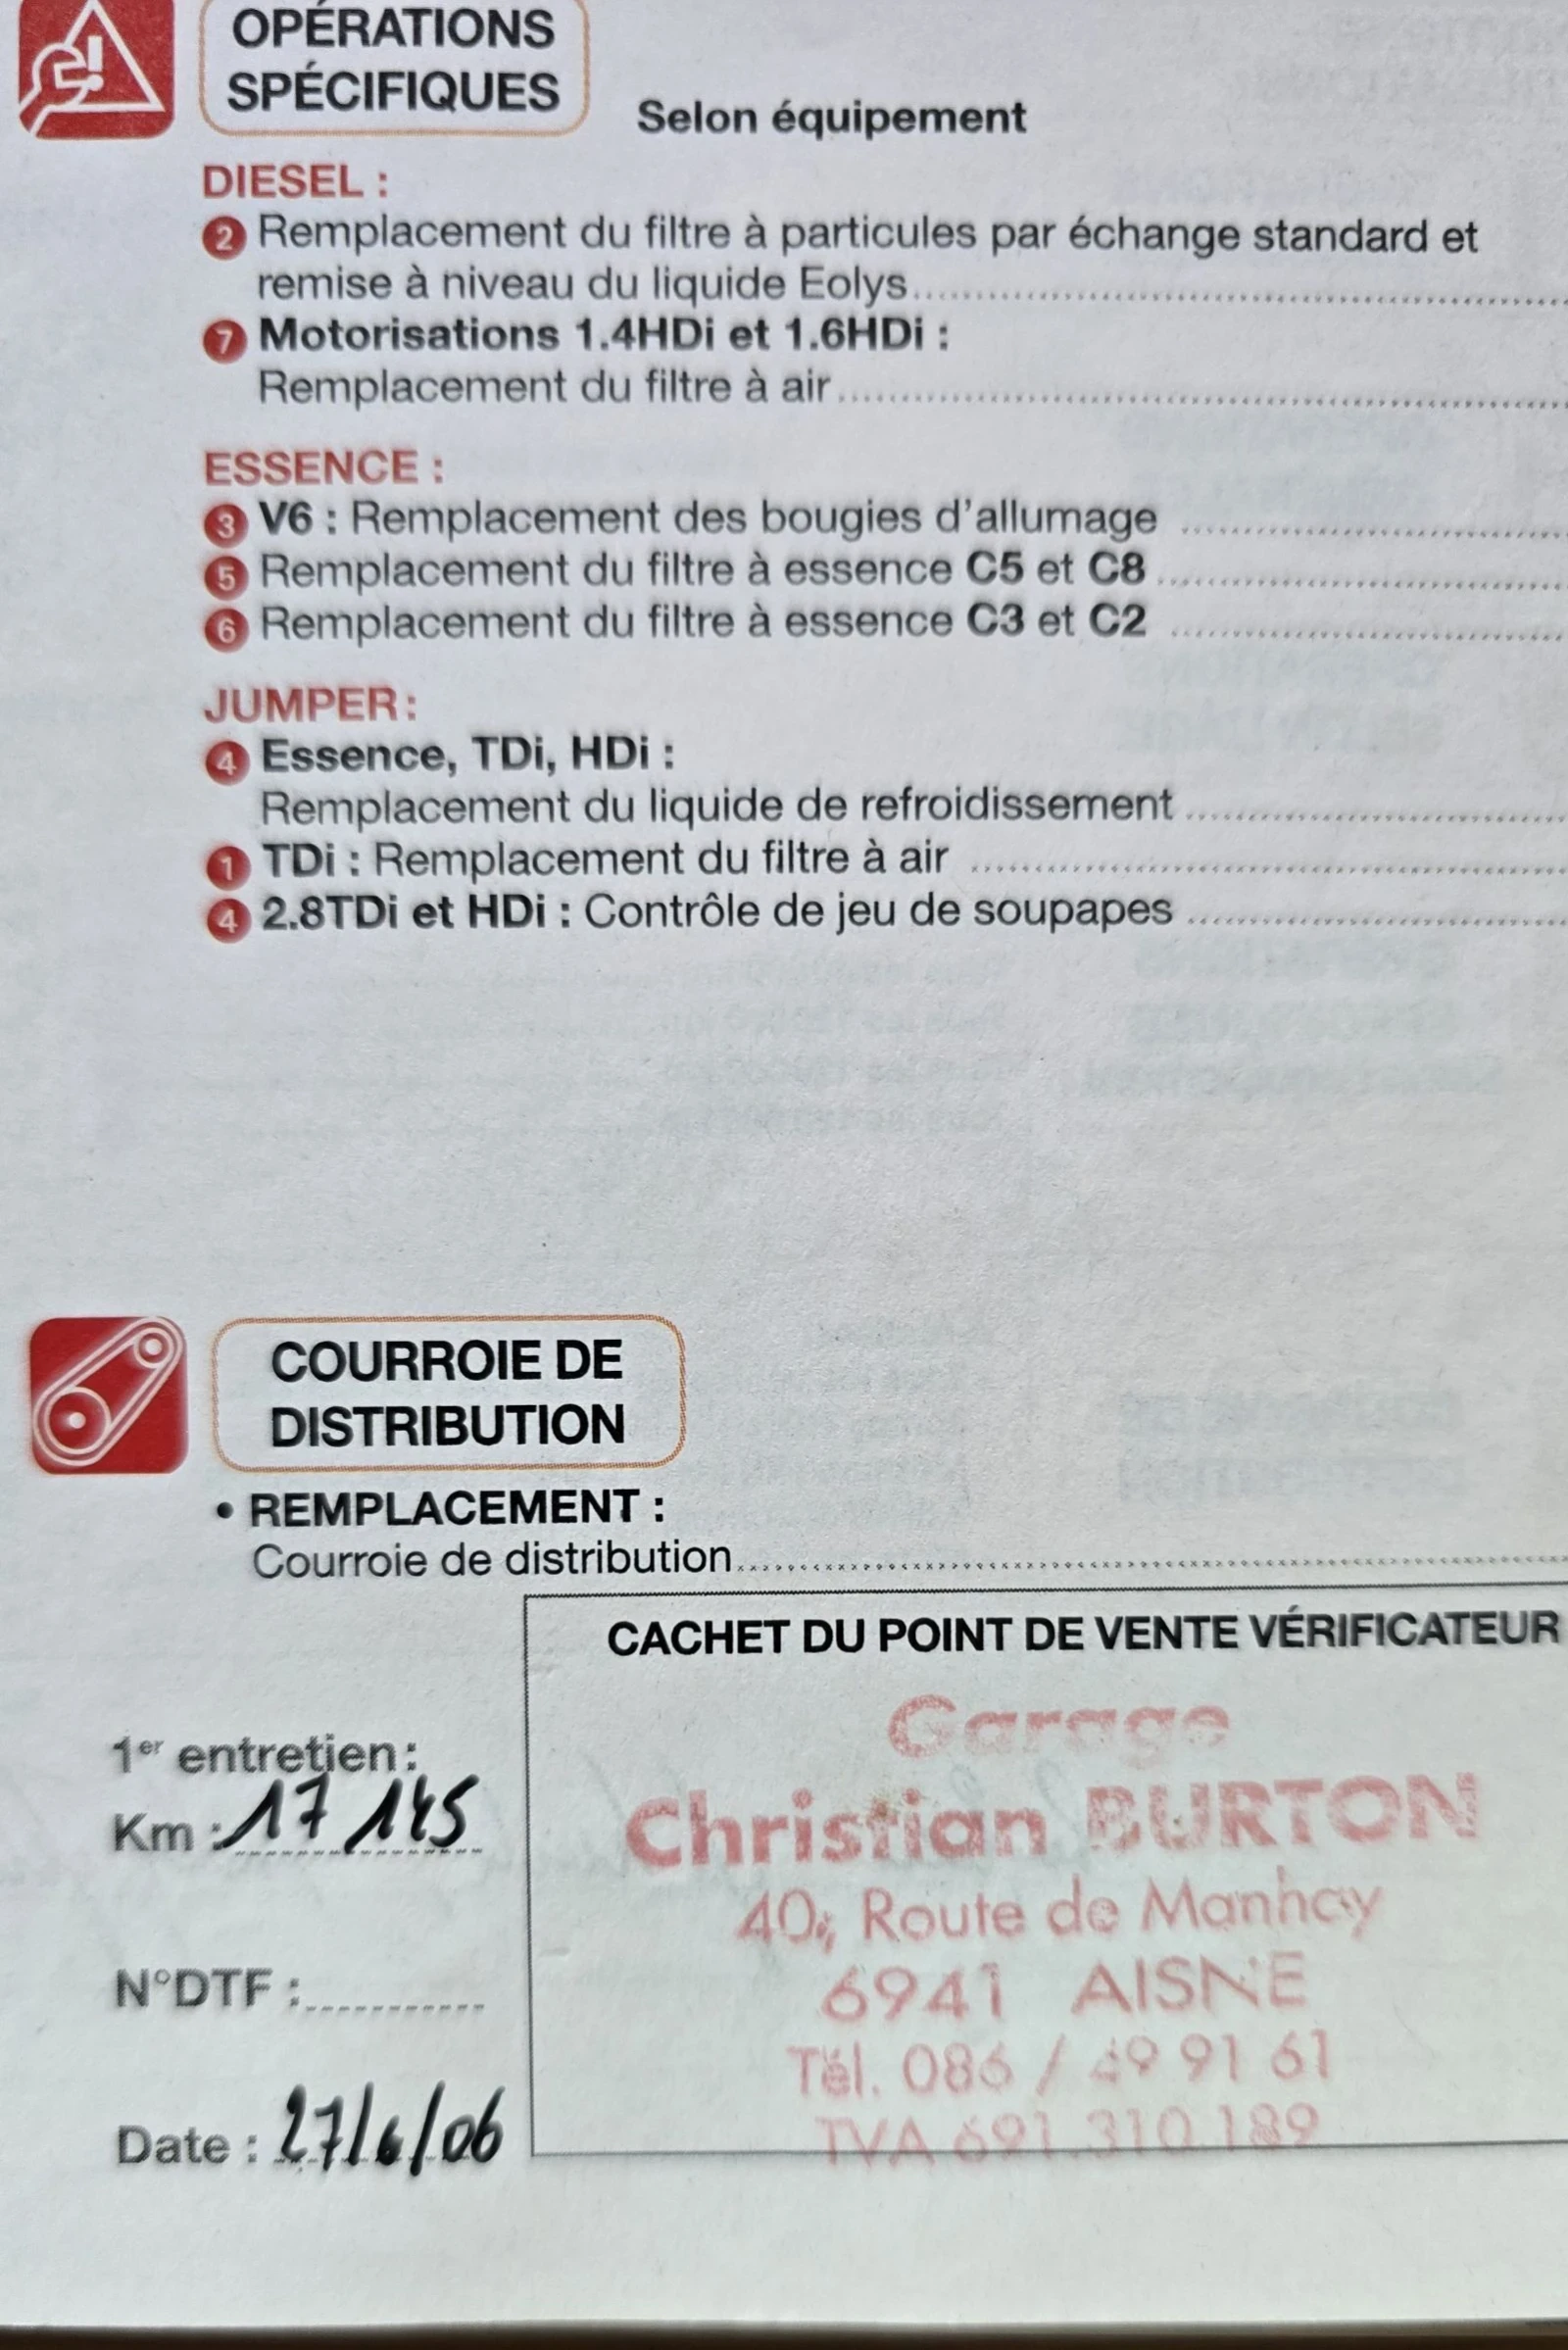 OPÉRATIONS
SPÉCIFIQUES
Selon équipement
DIESEL :
2 Remplacement du filtre à particules par échange standard et
remise à niveau du liquide Eolys
7 Motorisations 1.4HDi et 1.6HDi :
Remplacement du filtre à air
ESSENCE :
3 V6 : Remplacement des bougies d'allumage
5 Remplacement du filtre à essence C5 et C8
6 Remplacement du filtre à essence C3 et C2
JUMPER :
4 Essence, TDi, HDi :
Remplacement du liquide de refroidissement
1 TDi : Remplacement du filtre à air
4 2.8TDi et HDi : Contrôle de jeu de soupapes
COURROIE DE
DISTRIBUTION
• REMPLACEMENT :
Courroie de distribution
CACHET DU POINT DE VENTE VÉRIFICATEUR
1er entretien :
Km : 17 145
N°DTF :
Date : 27/6/06
Garage
Christian BURTON
40, Route de Manhay
6941 AISNE
Tél. 086 / 49 91 61
TVA 691.310.189